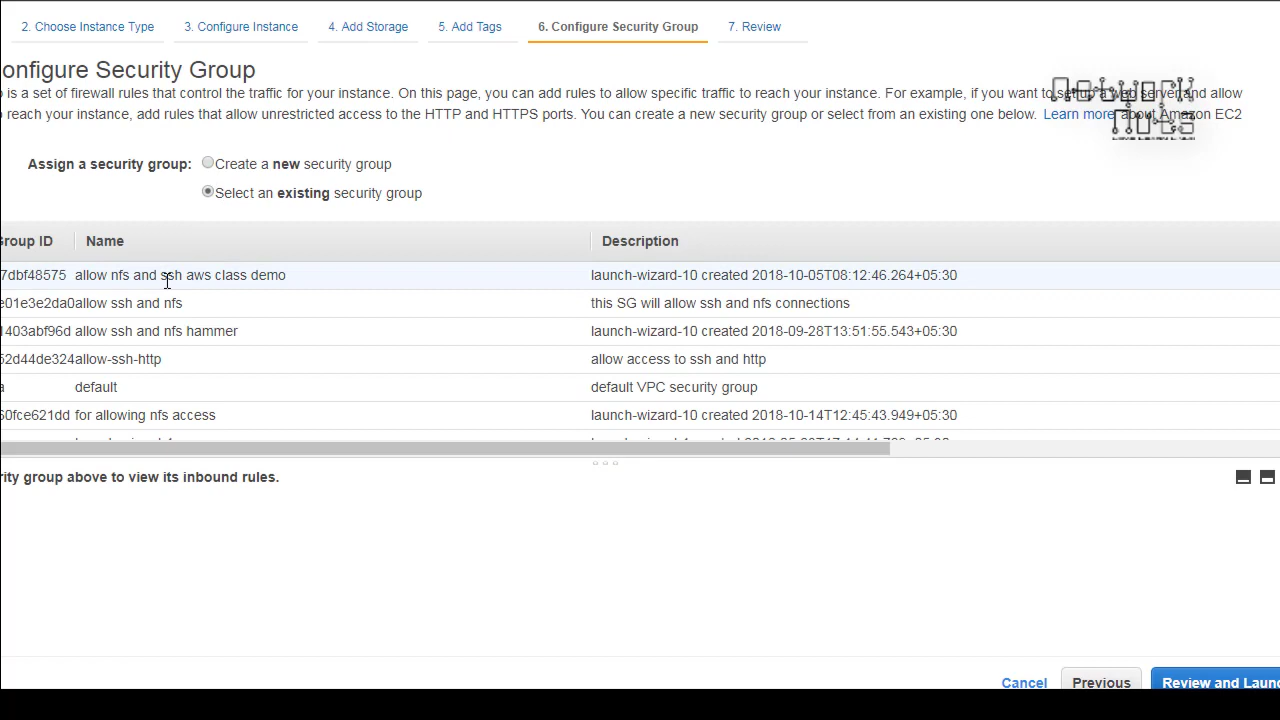 2. Choose Instance Type 3. Configure Instance 4. Add Storage 5. Add Tags 6. Configure Security Group 7. Review
onfigure Security Group
p is a set of firewall rules that control the traffic for your instance. On this page, you can add rules to allow specific traffic to reach your instance. For example, if you want to set up a web server and allow
reach your instance, add rules that allow unrestricted access to the HTTP and HTTPS ports. You can create a new security group or select from an existing one below. Learn more about Amazon EC2
Network
Nuts
Assign a security group: Create a new security group
Select an existing security group
Group ID Name Description
7dbf48575 allow nfs and ssh aws class demo launch-wizard-10 created 2018-10-05T08:12:46.264+05:30
e01e3e2da0 allow ssh and nfs this SG will allow ssh and nfs connections
1403abf96d allow ssh and nfs hammer launch-wizard-10 created 2018-09-28T13:51:55.543+05:30
52d44de324 allow-ssh-http allow access to ssh and http
a default default VPC security group
60fce621dd for allowing nfs access launch-wizard-10 created 2018-10-14T12:45:43.949+05:30
rity group above to view its inbound rules.
Cancel Previous Review and Laun